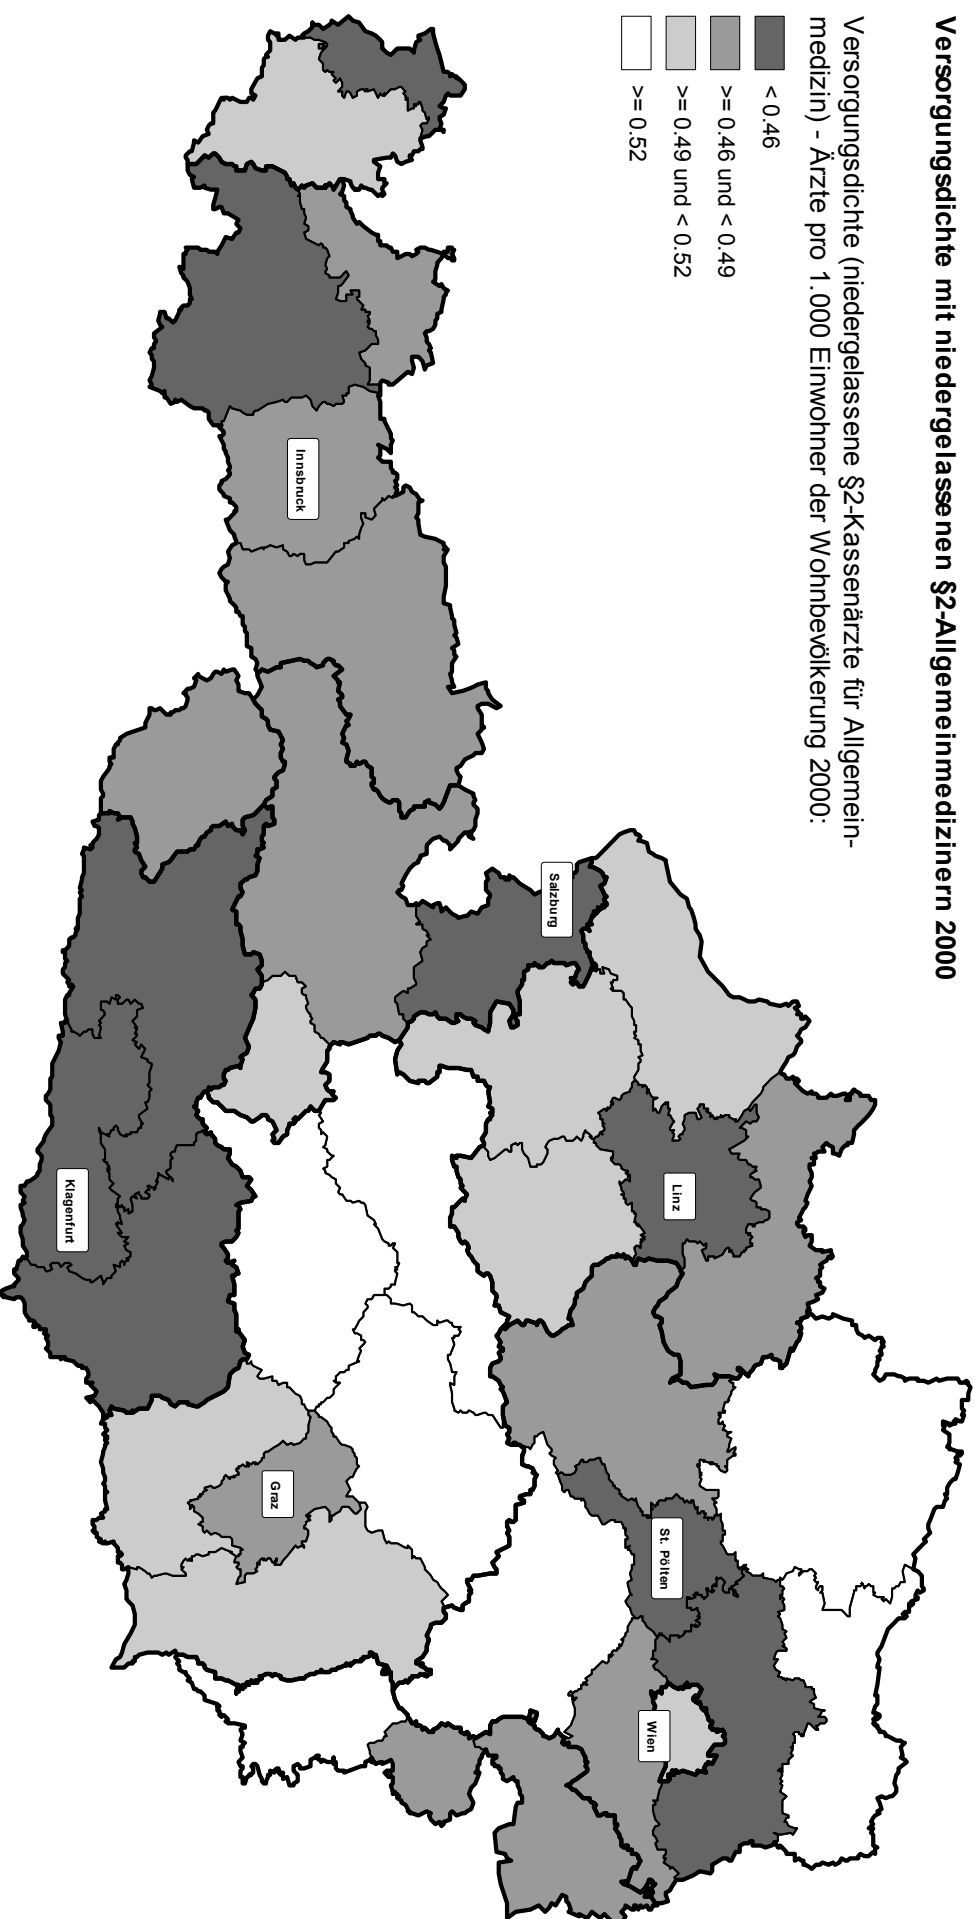 Versorgungsdichte mit niedergelassenen §2-Allgemeinmedizinern 2000
Versorgungsdichte (niedergelassene §2-Kassenärzte für Allgemein-
medizin) - Ärzte pro 1.000 Einwohner der Wohnbevölkerung 2000:
< 0.46
>= 0.46 und < 0.49
>= 0.49 und < 0.52
>= 0.52
Linz
St. Pölten
Wien
Salzburg
Innsbruck
Graz
Klagenfurt